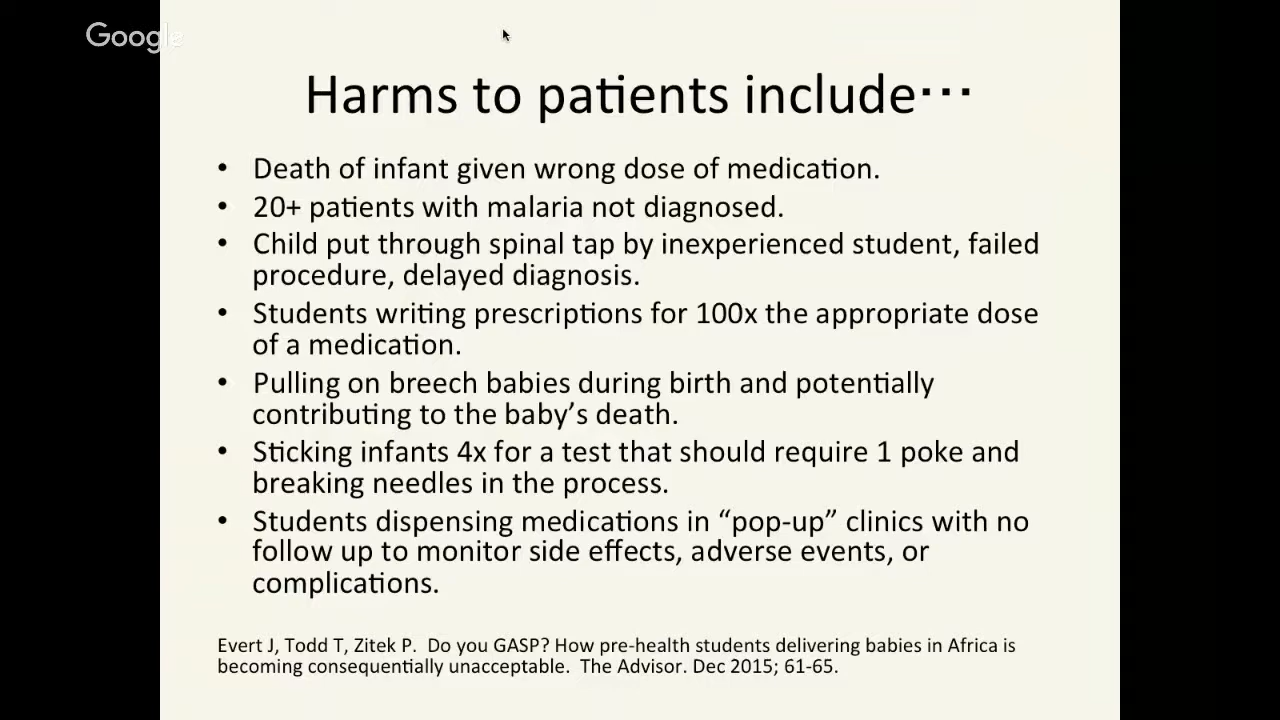 Google
Harms to patients include···
• Death of infant given wrong dose of medication.
• 20+ patients with malaria not diagnosed.
• Child put through spinal tap by inexperienced student, failed
procedure, delayed diagnosis.
• Students writing prescriptions for 100x the appropriate dose
of a medication.
• Pulling on breech babies during birth and potentially
contributing to the baby’s death.
• Sticking infants 4x for a test that should require 1 poke and
breaking needles in the process.
• Students dispensing medications in “pop-up” clinics with no
follow up to monitor side effects, adverse events, or
complications.
Evert J, Todd T, Zitek P.  Do you GASP? How pre-health students delivering babies in Africa is
becoming consequentially unacceptable.  The Advisor. Dec 2015; 61-65.